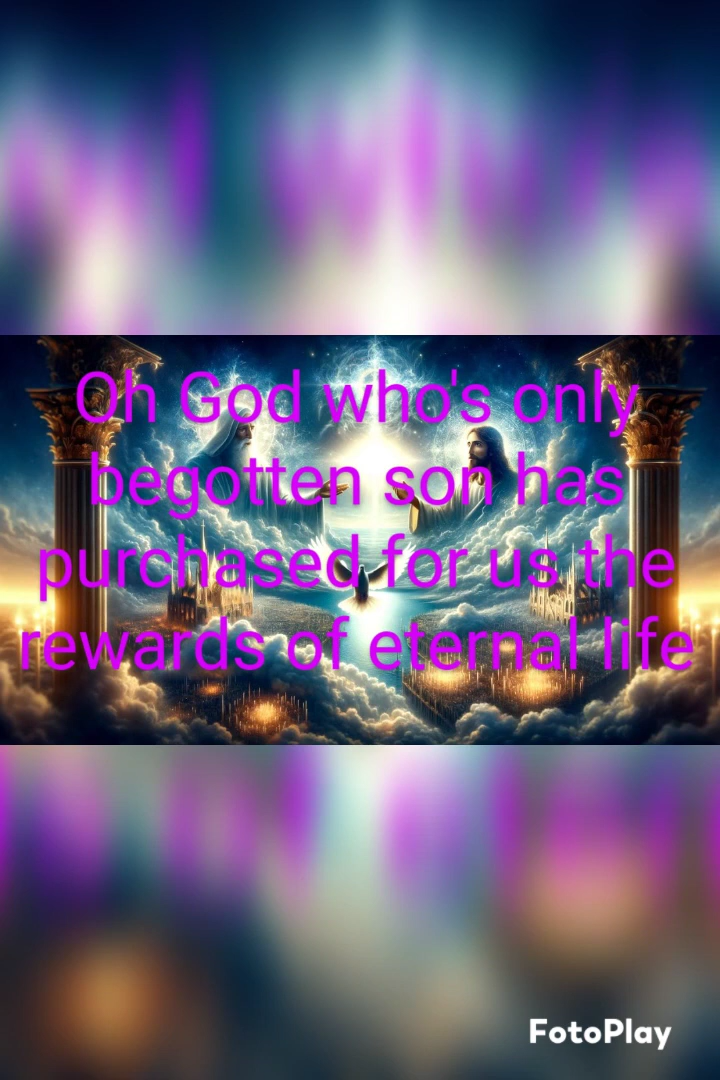 Oh God who's only
begotten son has
purchased for us the
rewards of eternal life
FotoPlay